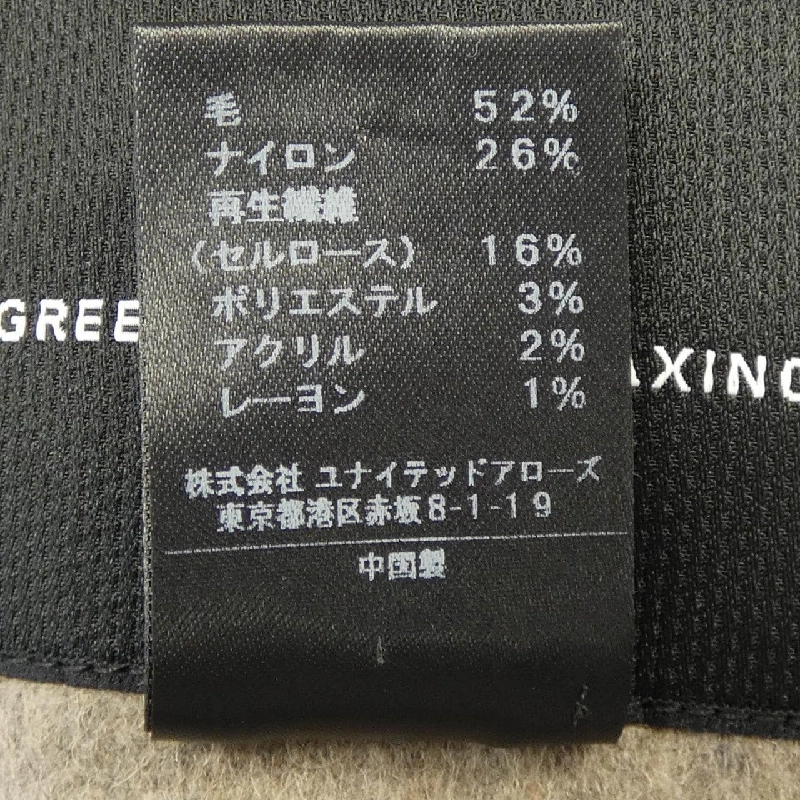 毛 52%
ナイロン 26%
再生繊維
(セルロース) 16%
ポリエステル 3%
アクリル 2%
レーヨン 1%
GREE
AXING
株式会社 ユナイテッドアローズ
東京都港区赤坂8-1-19
中国製